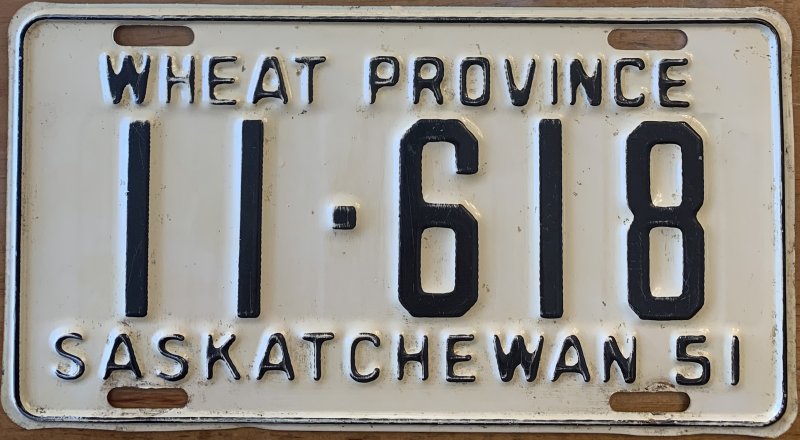 WHEAT PROVINCE
11·618
SASKATCHEWAN 51